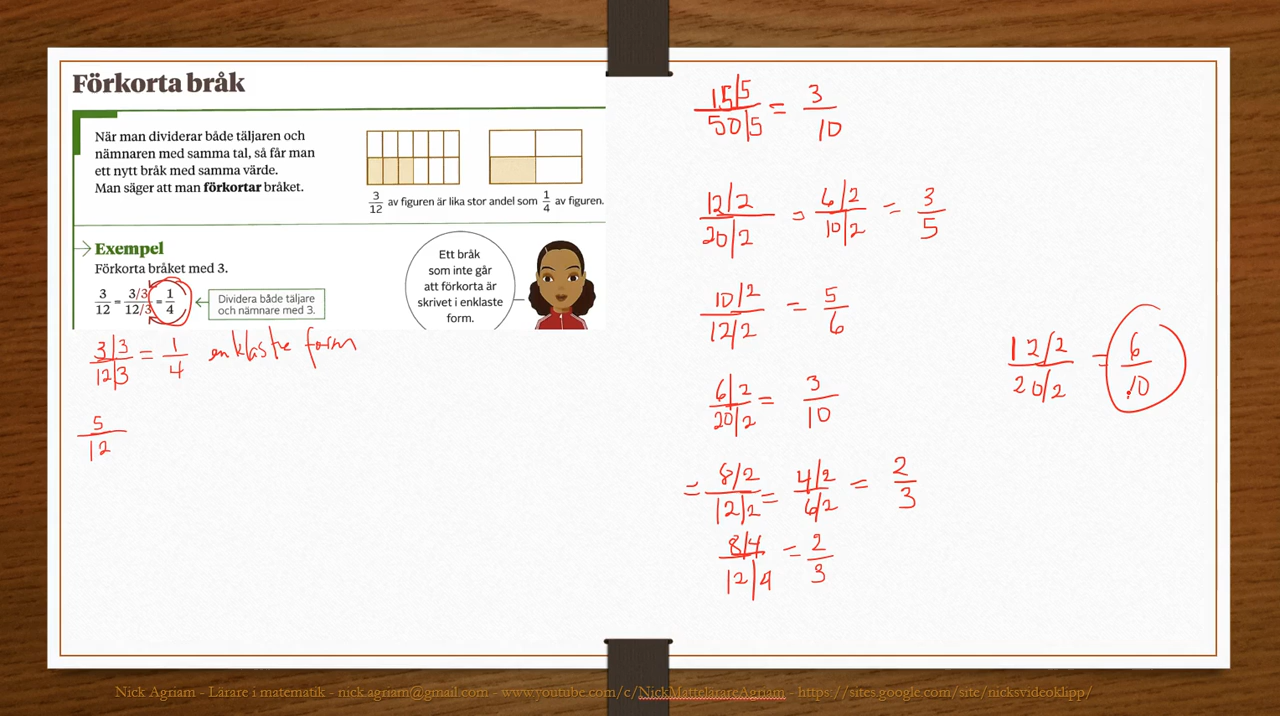 Förkorta bråk
När man dividerar både täljaren och
nämnaren med samma tal, så får man
ett nytt bråk med samma värde.
Man säger att man förkortar bråket.
3/12 av figuren är lika stor andel som 1/4 av figuren.
Exempel
Förkorta bråket med 3.
3/12 = 3/3 / 12/3 = 1/4
Dividera både täljare
och nämnare med 3.
Ett bråk
som inte går
att förkorta är
skrivet i enklaste
form.
3/3 / 12/3 = 1/4 enklastre form
5/12
15/5 / 50/5 = 3/10
12/2 / 20/2 = 6/2 / 10/2 = 3/5
10/2 / 12/2 = 5/6
6/2 / 20/2 = 3/10
= 8/2 / 12/2 = 4/2 / 6/2 = 2/3
8/4 / 12/4 = 2/3
12/2 / 20/2 = 6/10
Nick Agriam - Lärare i matematik - nick.agriam@gmail.com - www.youtube.com/c/NickMattelärareAgriam - https://sites.google.com/site/nicksvideoklipp/